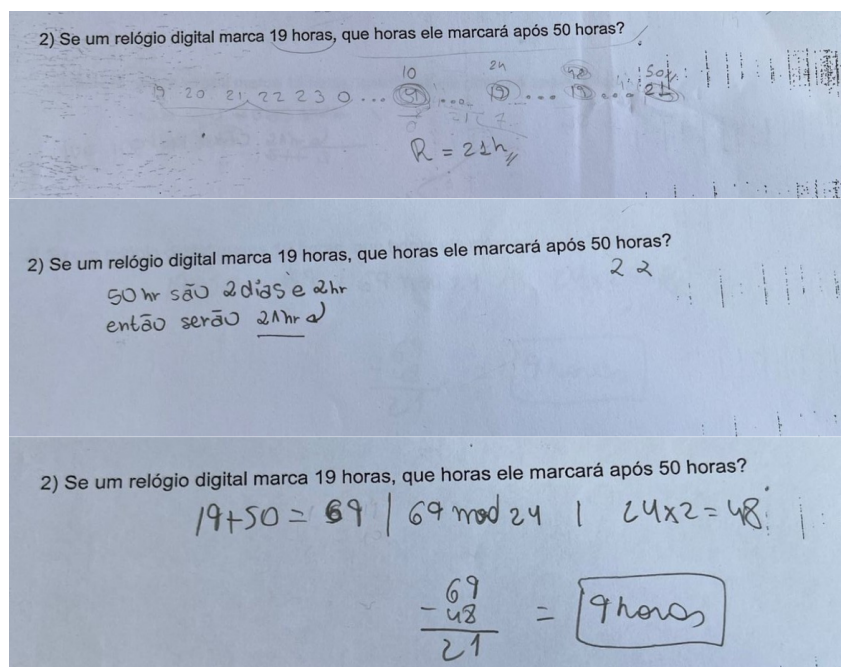 2) Se um relógio digital marca 19 horas, que horas ele marcará após 50 horas?
10 24 48 50h
19 20 21 22 23 0 ... ... 19 ... 19 ... 21
R = 21h
2) Se um relógio digital marca 19 horas, que horas ele marcará após 50 horas?
22
50 hr são 2 dias e 2hr
então serão 21hr
2) Se um relógio digital marca 19 horas, que horas ele marcará após 50 horas?
19+50 = 69 | 69 mod 24 | 24x2=48
69
- 48
21 = 9 horas